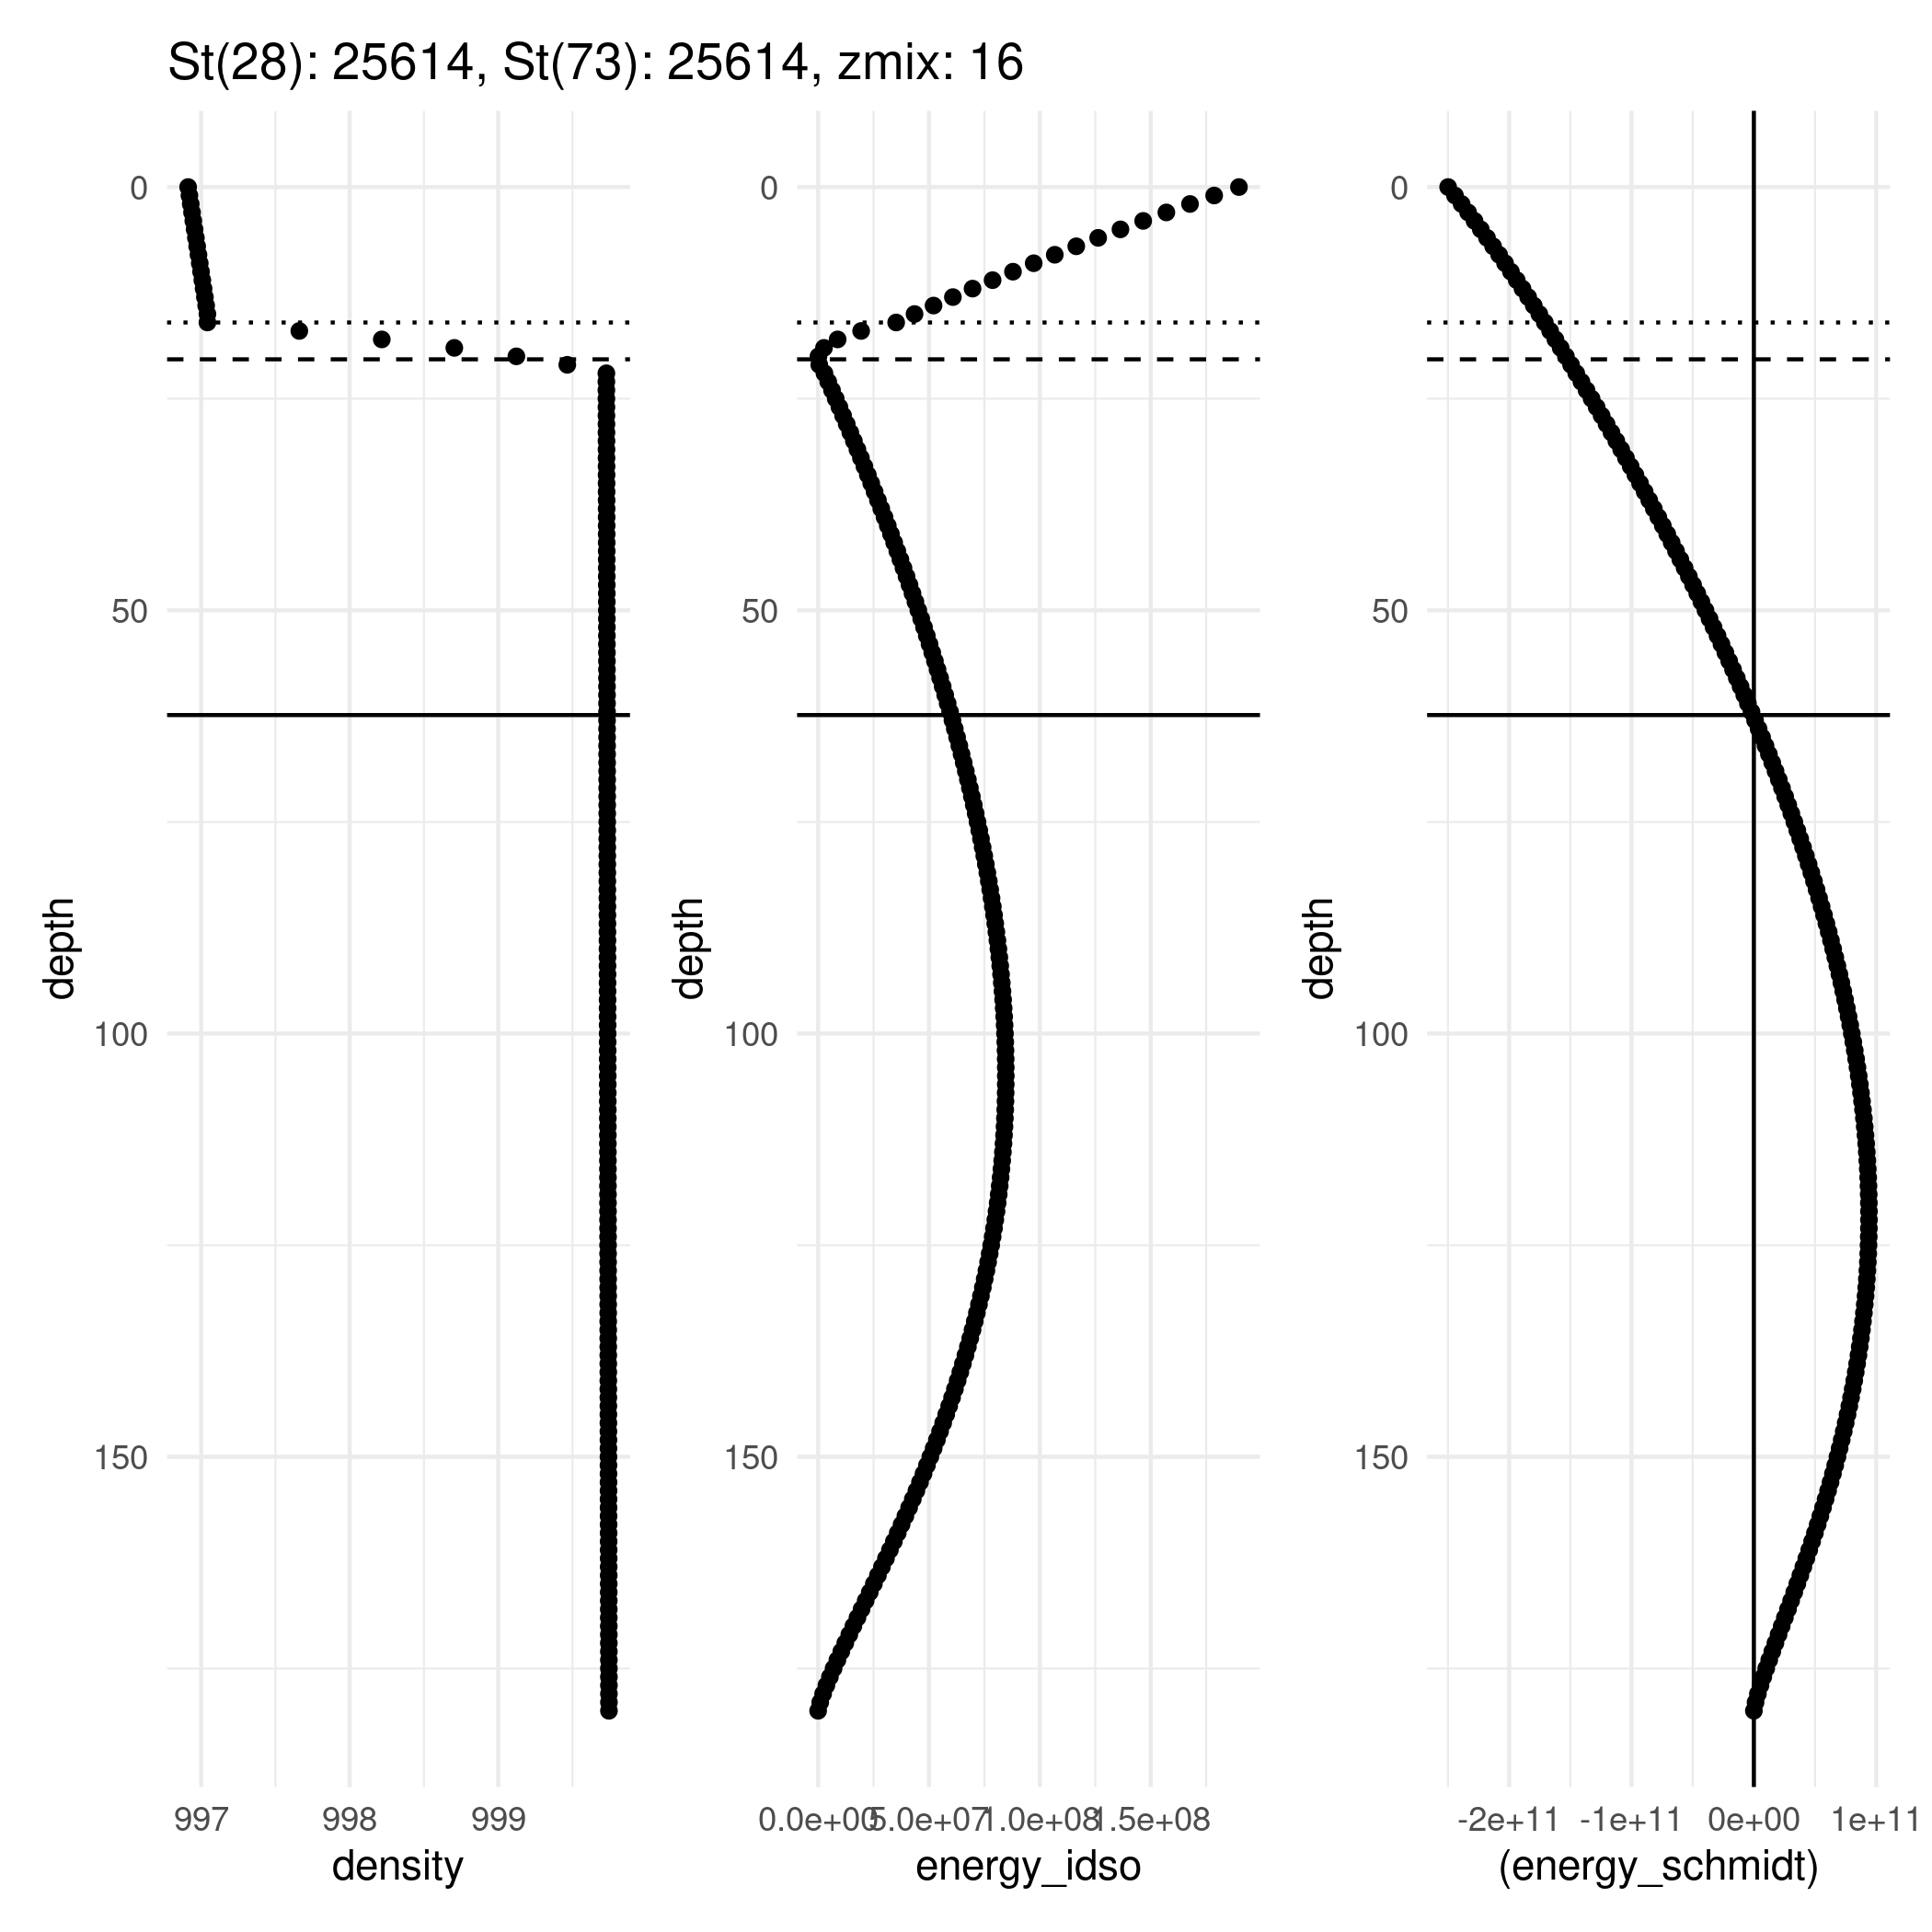 St(28): 25614, St(73): 25614, zmix: 16
0
50
100
150
depth
997 998 999
density
0
50
100
150
depth
0.0e+00 5.0e+07 1.0e+08 1.5e+08
energy_idso
0
50
100
150
depth
-2e+11 -1e+11 0e+00 1e+11
(energy_schmidt)